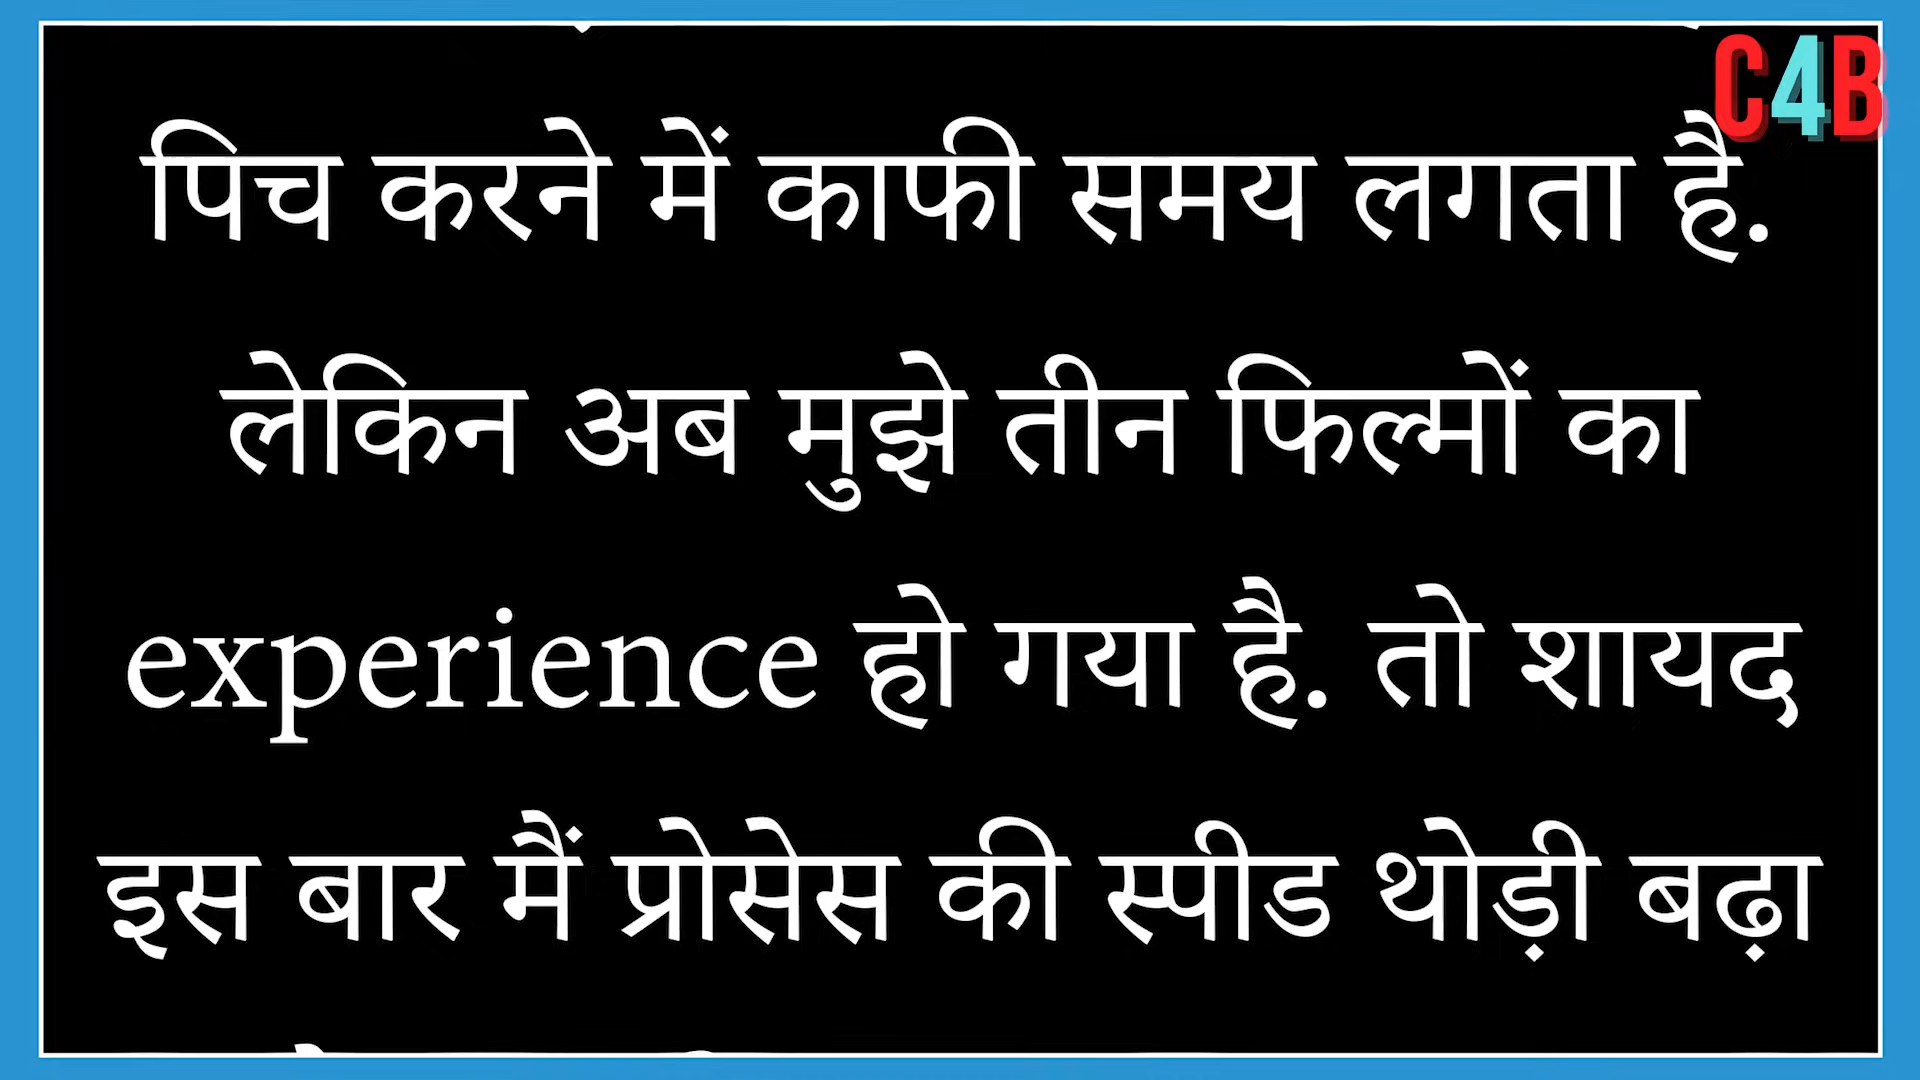 C4B
पिच करने में काफी समय लगता है.
लेकिन अब मुझे तीन फिल्मों का
experience हो गया है. तो शायद
इस बार मैं प्रोसेस की स्पीड थोड़ी बढ़ा